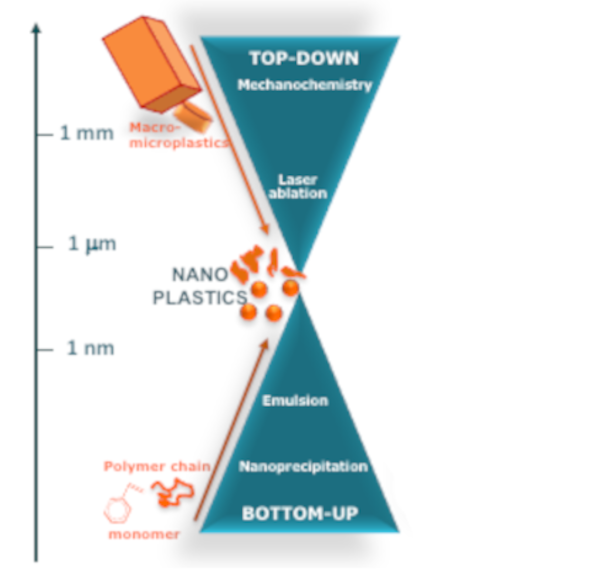 TOP-DOWN
Mechanochemistry
1 mm
Macro-
microplastics
Laser
ablation
1 μm
NANO
PLASTICS
1 nm
Emulsion
Polymer chain
Nanoprecipitation
BOTTOM-UP
monomer